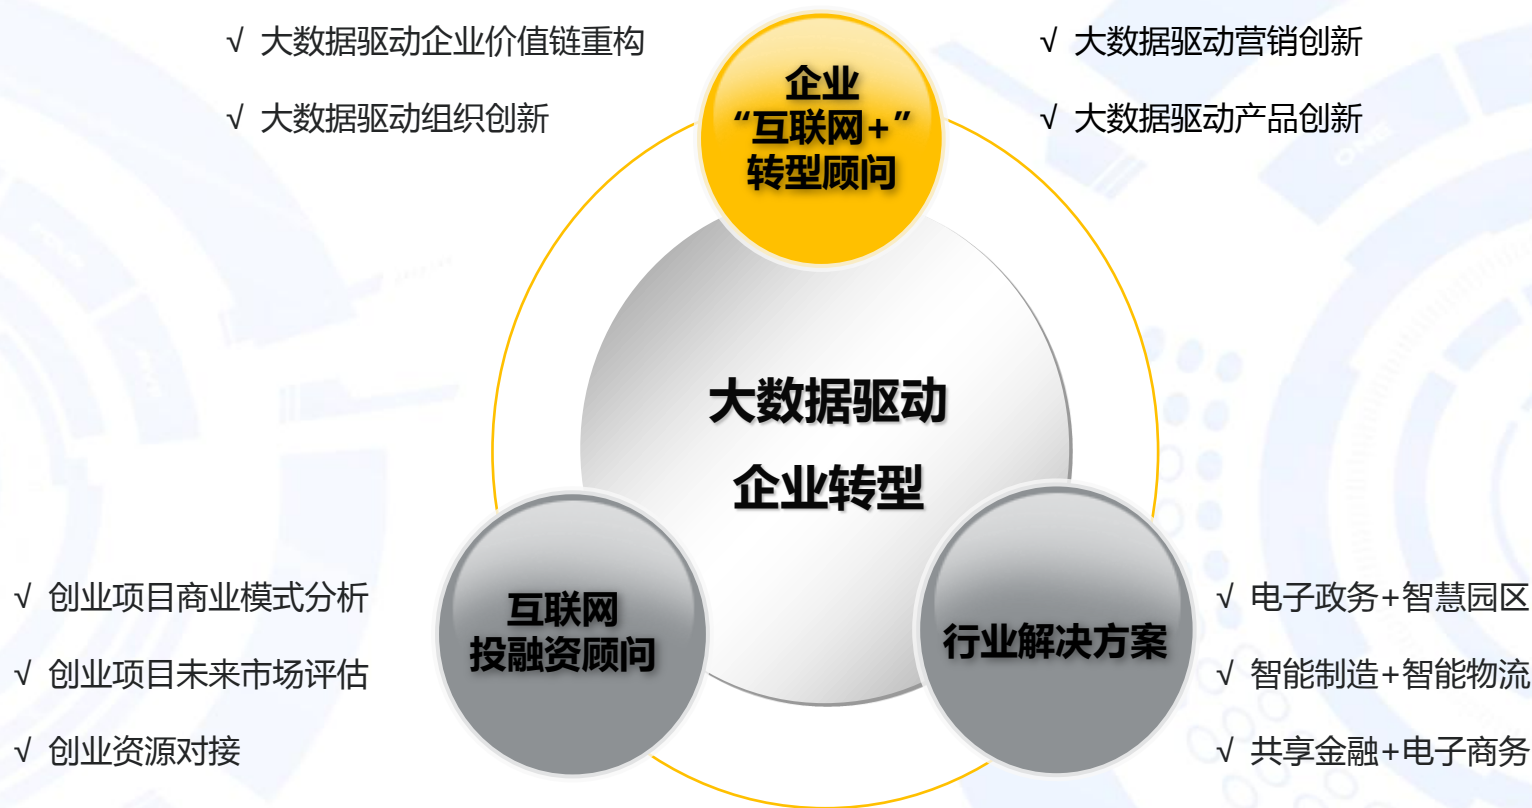 √ 大数据驱动企业价值链重构
√ 大数据驱动组织创新
企业
“互联网+”
转型顾问
√ 大数据驱动营销创新
√ 大数据驱动产品创新
大数据驱动
企业转型
互联网
投融资顾问
√ 创业项目商业模式分析
√ 创业项目未来市场评估
√ 创业资源对接
行业解决方案
√ 电子政务+智慧园区
√ 智能制造+智能物流
√ 共享金融+电子商务